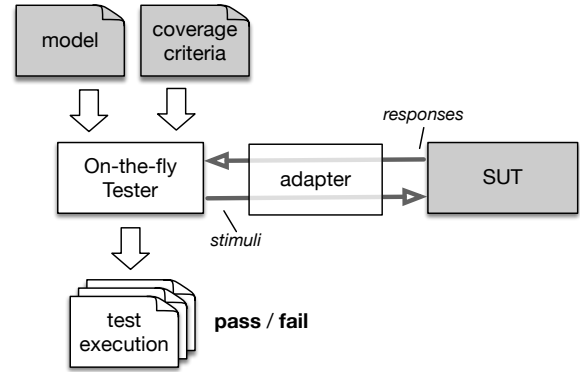 model
coverage
criteria
responses
On-the-fly
Tester
adapter
SUT
stimuli
test
execution
pass / fail